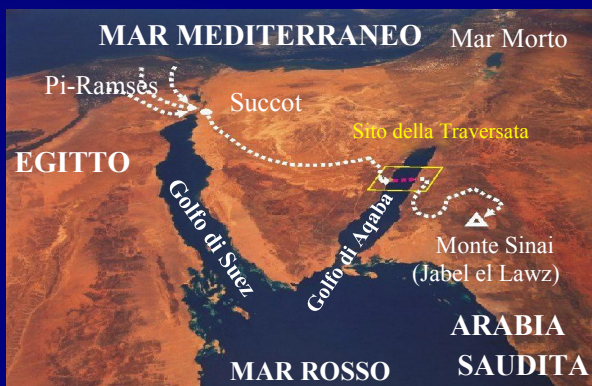 MAR MEDITERRANEO
Mar Morto
Pi-Ramses
Succot
Sito della Traversata
EGITTO
Golfo di Suez
Golfo di Aqaba
Monte Sinai
(Jabel el Lawz)
ARABIA
SAUDITA
MAR ROSSO